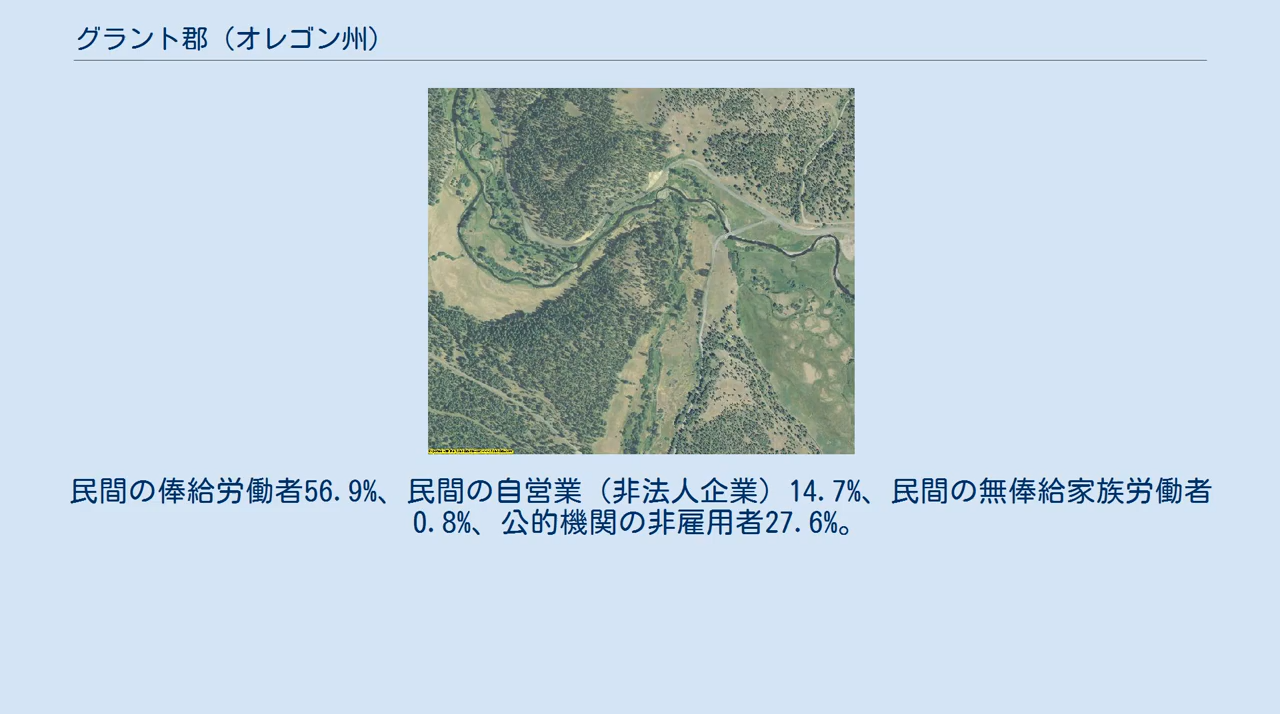 グラント郡（オレゴン州）
民間の俸給労働者56.9%、民間の自営業（非法人企業）14.7%、民間の無俸給家族労働者
0.8%、公的機関の非雇用者27.6%。